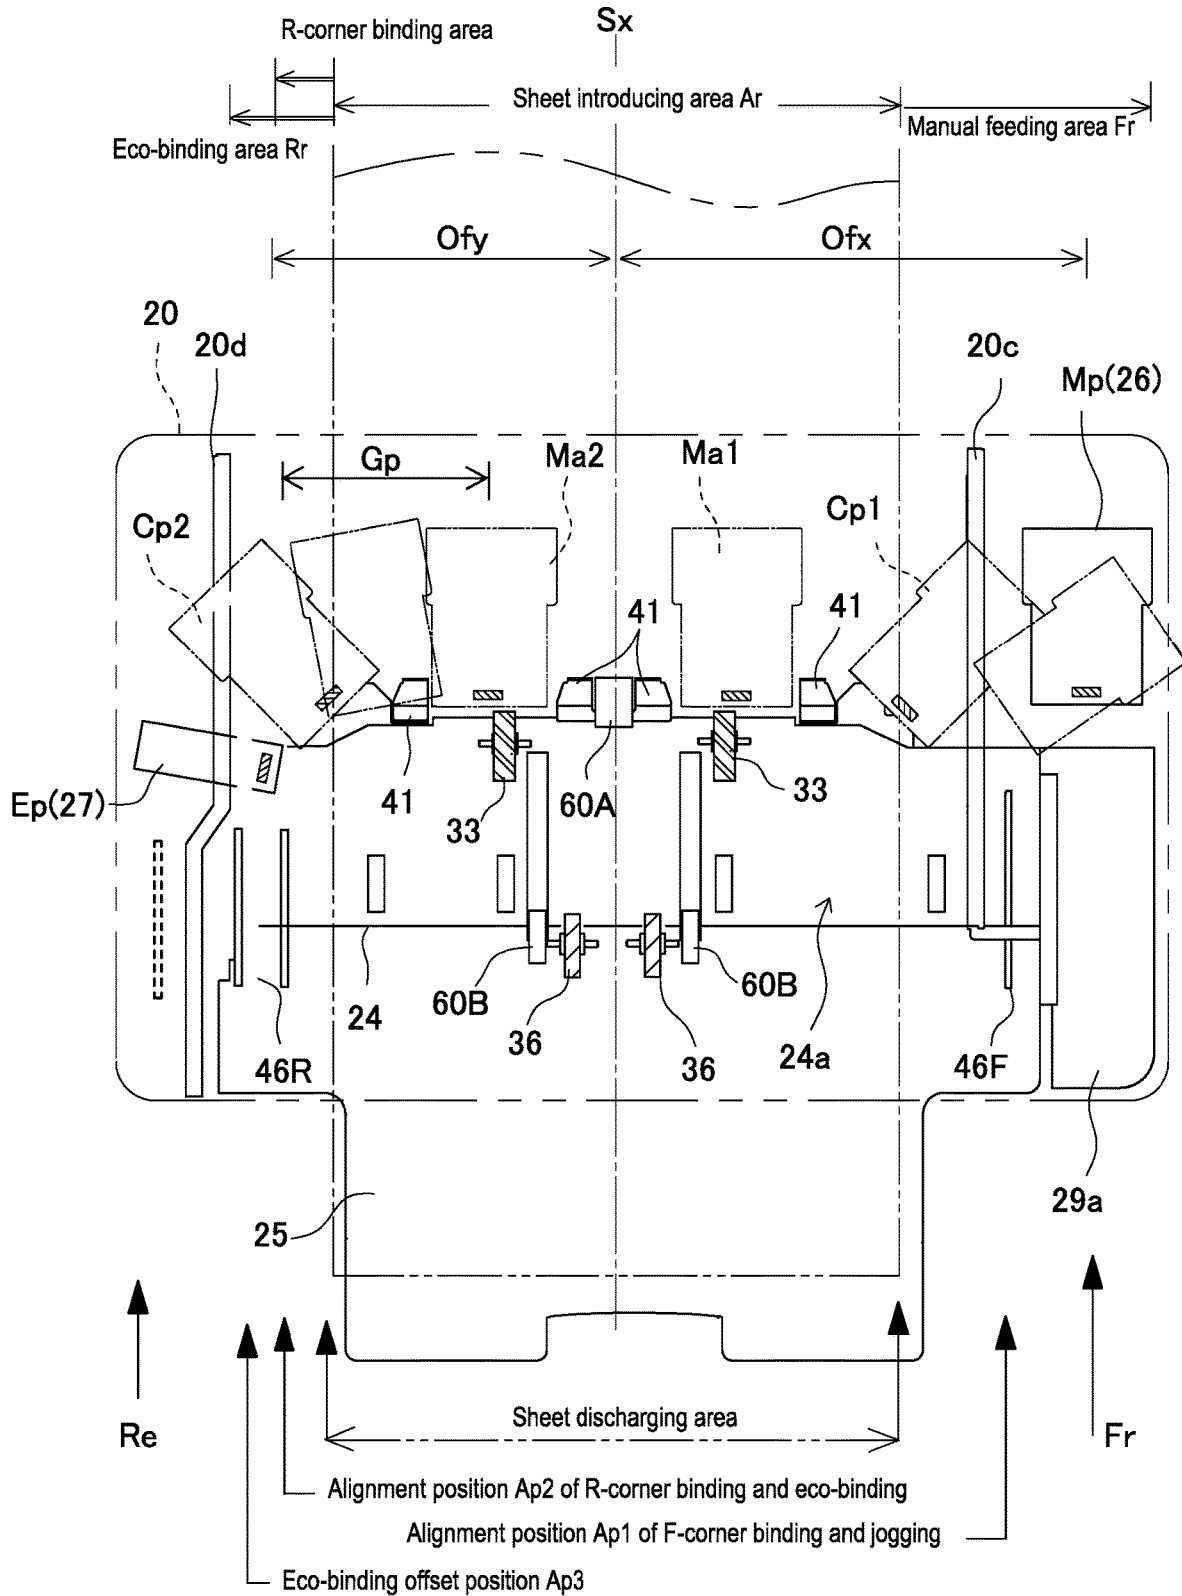 Sx
R-corner binding area
Sheet introducing area Ar
Manual feeding area Fr
Eco-binding area Rr
Ofy
Ofx
20
20d
20c
Mp(26)
Gp
Ma2
Ma1
Cp2
Cp1
41
41
Ep(27)
41
33
60A
33
60B
60B
24
36
36
24a
46R
46F
25
29a
Re
Sheet discharging area
Fr
Alignment position Ap2 of R-corner binding and eco-binding
Alignment position Ap1 of F-corner binding and jogging
Eco-binding offset position Ap3